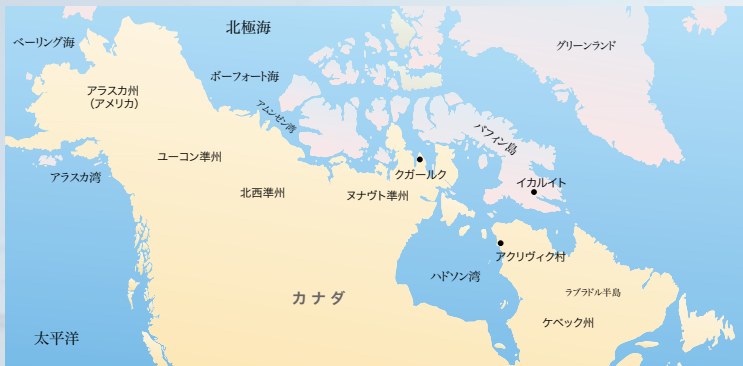 北極海
ベーリング海
グリーンランド
ボーフォート海
アラスカ州
(アメリカ)
アムンゼン湾
バフィン島
ユーコン準州
クガールク
アラスカ湾
イカルイト
北西準州
ヌナヴト準州
アクリヴィク村
ハドソン湾
ラブラドル半島
カナダ
ケベック州
太平洋